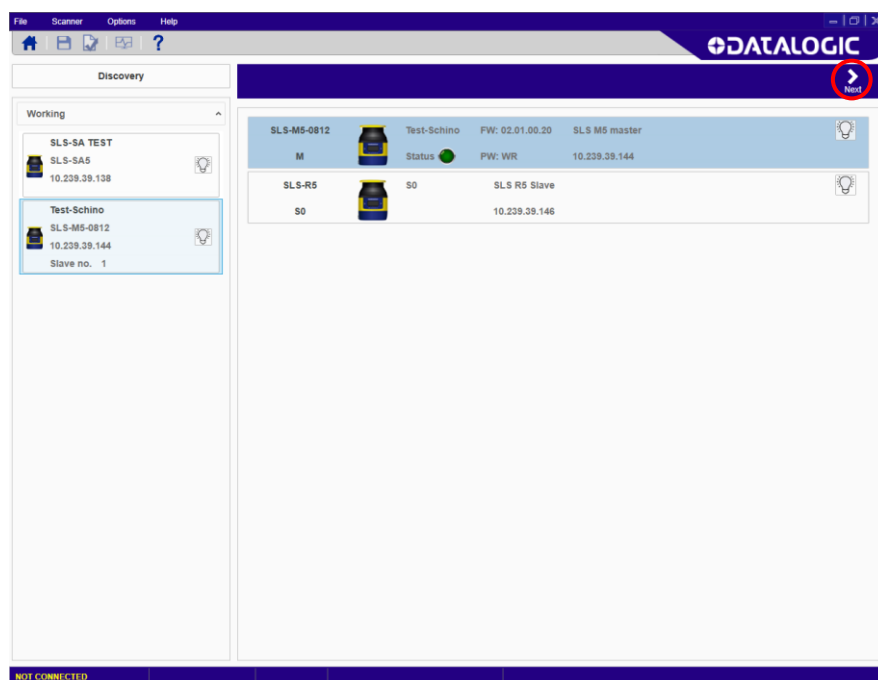 File Scanner Options Help
DATALOGIC
Discovery
Next
Working
SLS-SA TEST
SLS-SA5
10.239.39.138
Test-Schino
SLS-M5-0812
10.239.39.144
Slave no. 1
SLS-M5-0812 Test-Schino FW: 02.01.00.20 SLS M5 master
M Status PW: WR 10.239.39.144
SLS-R5 S0 SLS R5 Slave
S0 10.239.39.146
NOT CONNECTED